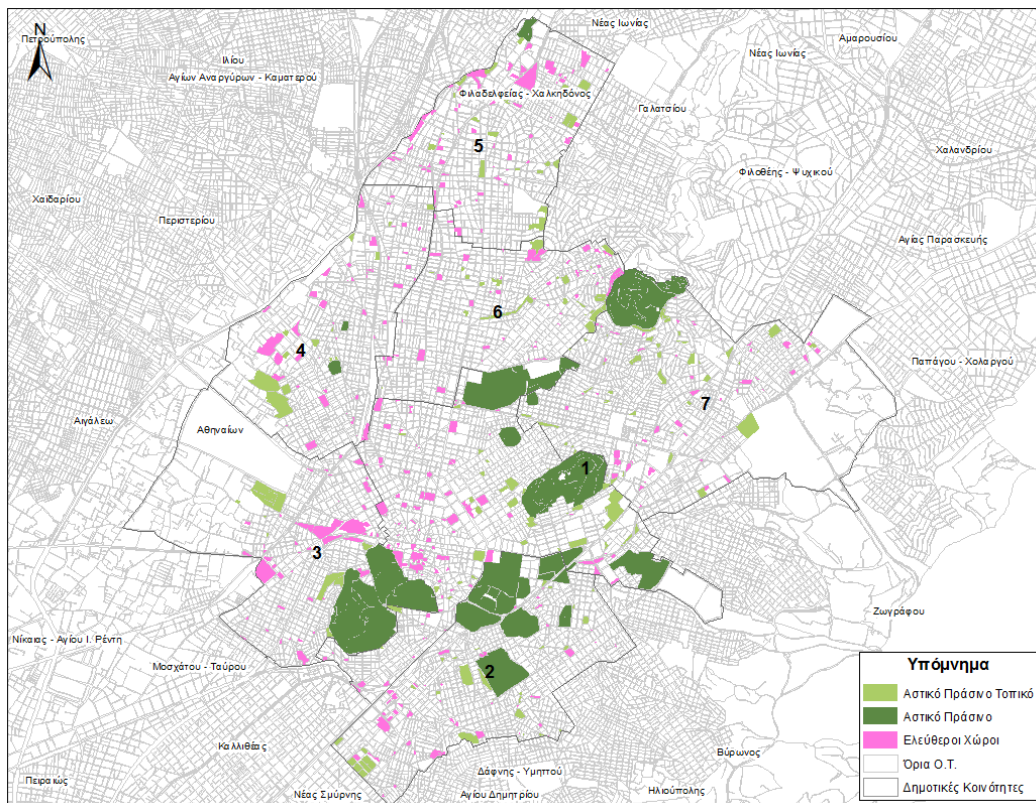 N
Πετρούπολης
Νέας Ιωνίας
Αμαρουσίου
Ιλίου
Νέας Ιωνίας
Αγίων Αναργύρων - Καματερού
Φιλαδελφείας - Χαλκηδόνος
Γαλατσίου
Χαλανδρίου
5
Φιλοθέης - Ψυχικού
Χαϊδαρίου
Περιστερίου
Αγίας Παρασκευής
6
4
Παπάγου - Χολαργού
7
Αιγάλεω
Αθηναίων
1
3
Ζωγράφου
Νίκαιας - Αγίου Ι. Ρέντη
Μοσχάτου - Ταύρου
2
Καλλιθέας
Βύρωνος
Πειραιώς
Δάφνης - Υμηττού
Νέας Σμύρνης
Αγίου Δημητρίου
Ηλιούπολης
Υπόμνημα
Αστικό Πράσινο Τοπικό
Αστικό Πράσινο
Ελεύθεροι Χώροι
Όρια Ο.Τ.
Δημοτικές Κοινότητες